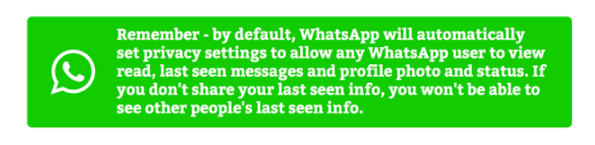 Remember - by default, WhatsApp will automatically
set privacy settings to allow any WhatsApp user to view
read, last seen messages and profile photo and status. If
you don't share your last seen info, you won't be able to
see other people's last seen info.